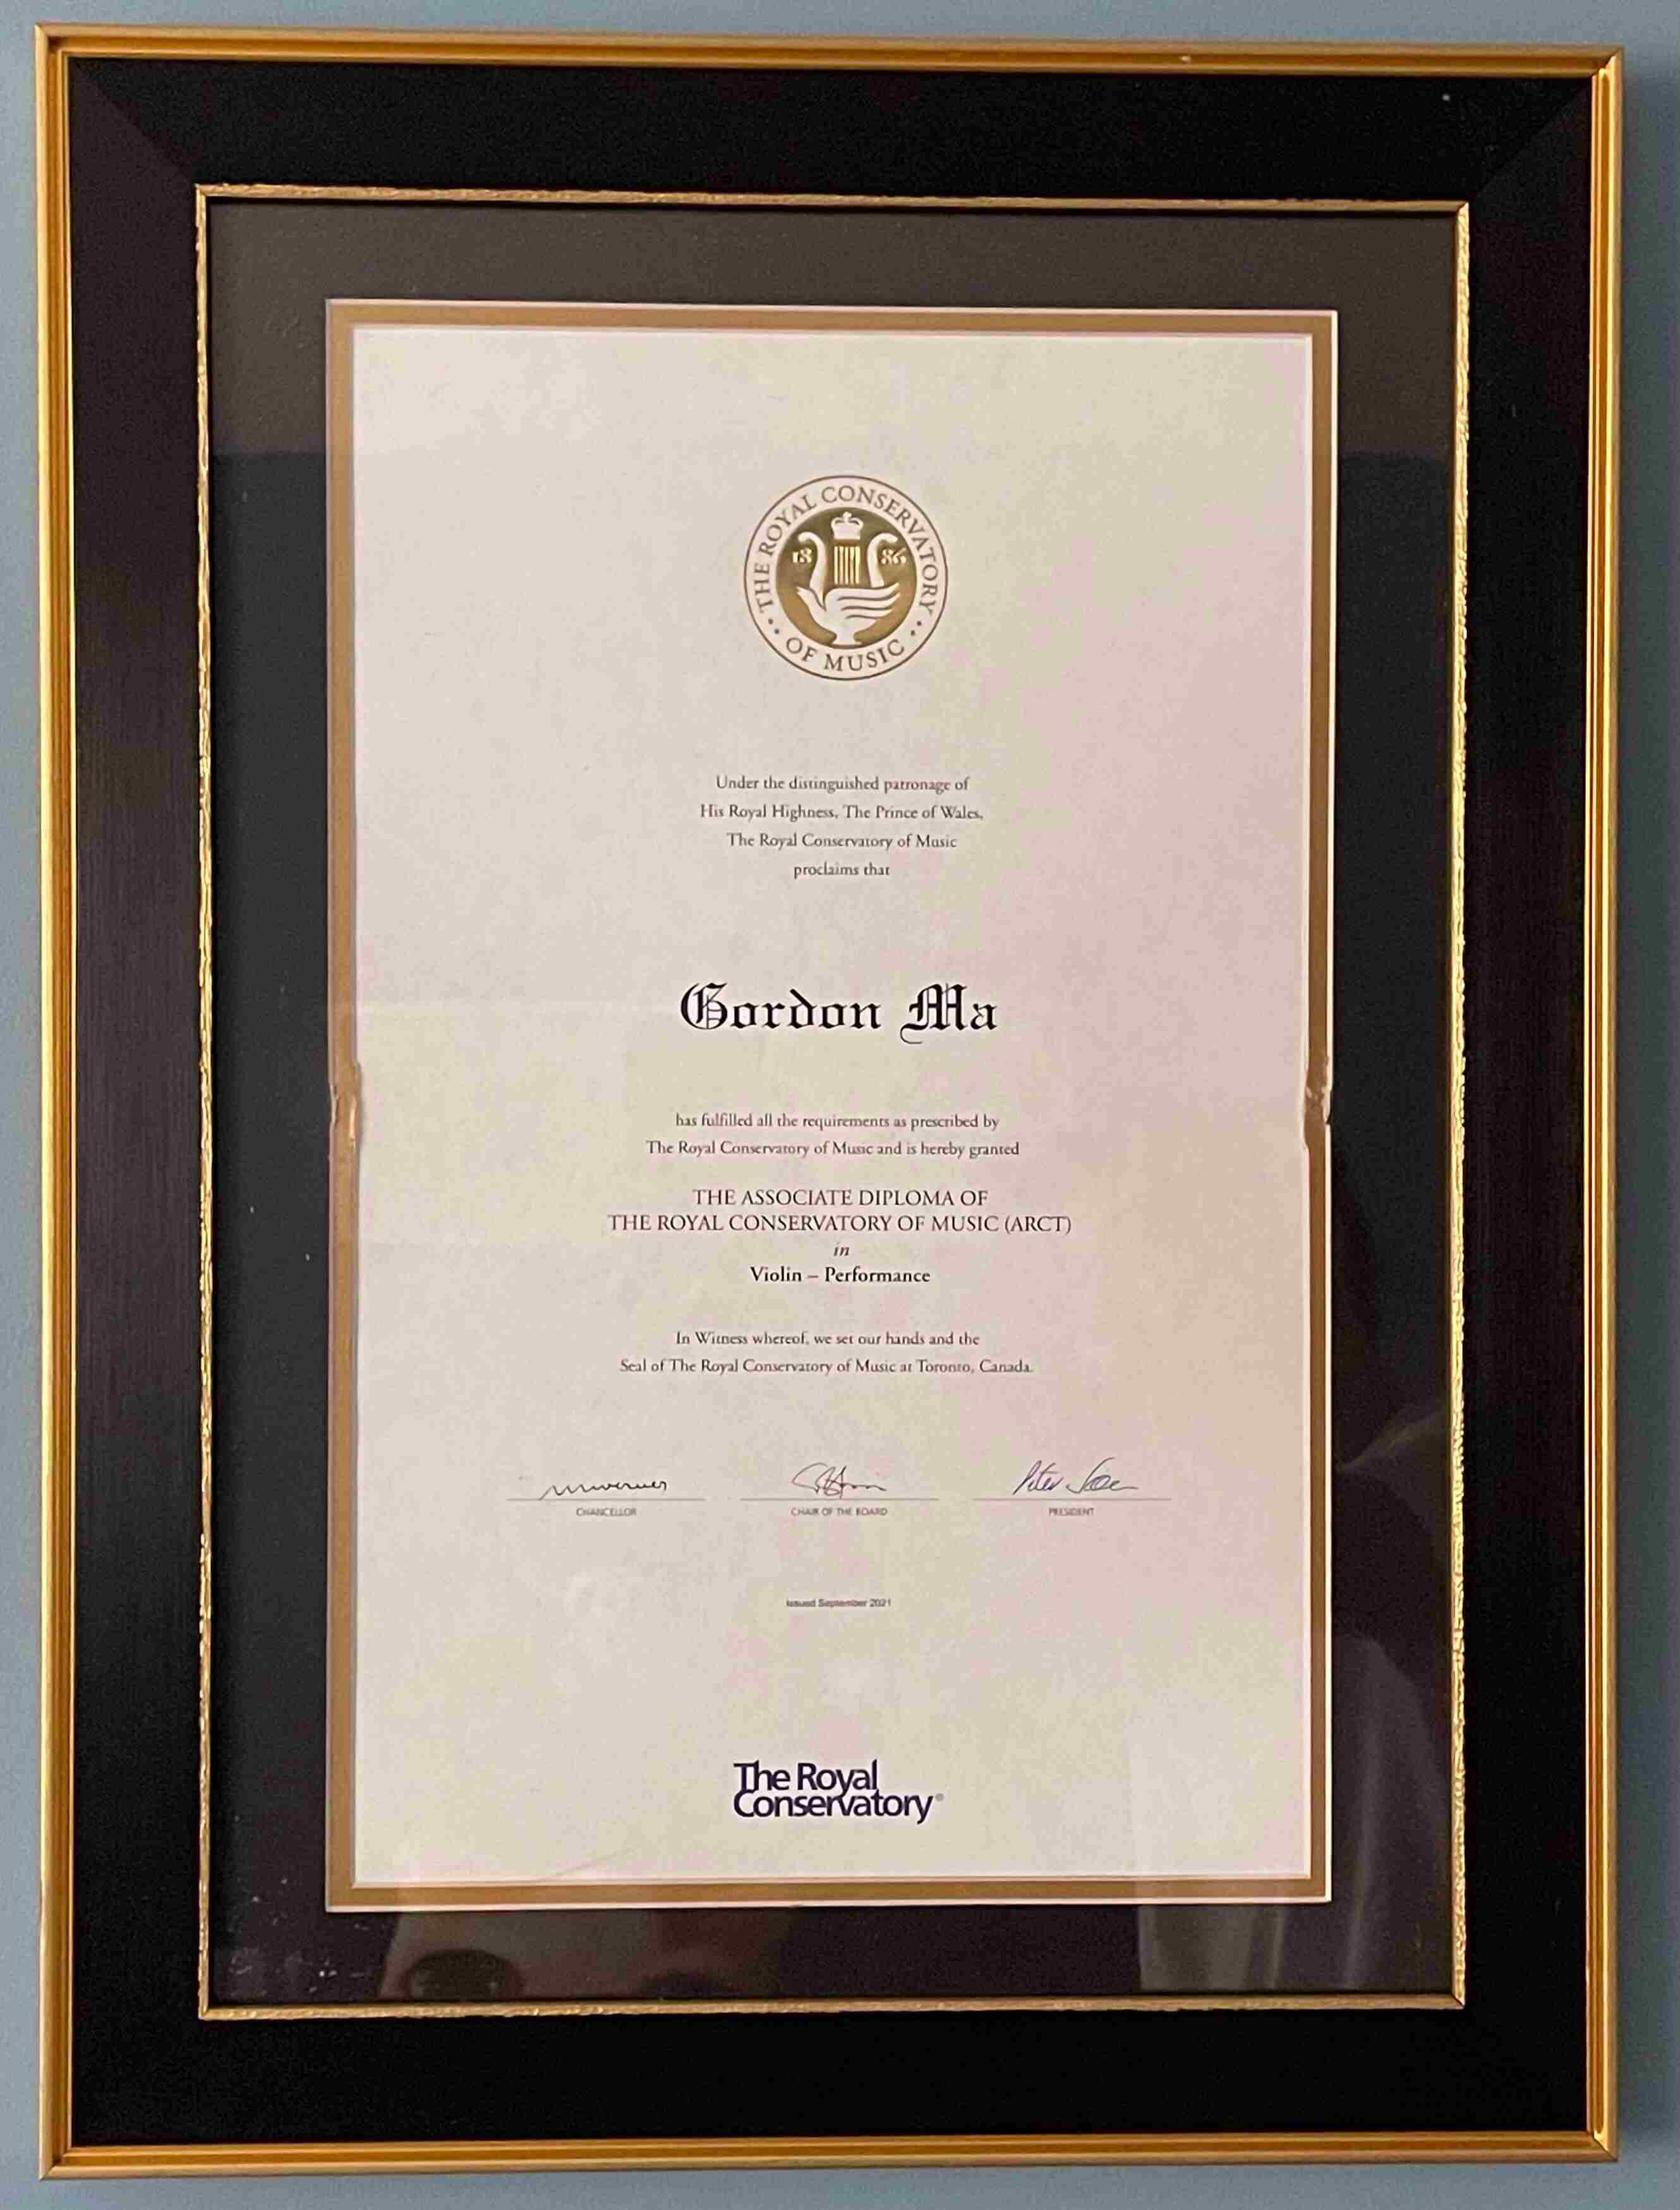 THE ROYAL CONSERVATORY
OF MUSIC
18 86
Under the distinguished patronage of
His Royal Highness, The Prince of Wales,
The Royal Conservatory of Music
proclaims that
Gordon Ma
has fulfilled all the requirements as prescribed by
The Royal Conservatory of Music and is hereby granted
THE ASSOCIATE DIPLOMA OF
THE ROYAL CONSERVATORY OF MUSIC (ARCT)
in
Violin – Performance
In Witness whereof, we set our hands and the
Seal of The Royal Conservatory of Music at Toronto, Canada.
CHANCELLOR CHAIR OF THE BOARD PRESIDENT
Issued September 2021
The Royal
Conservatory®